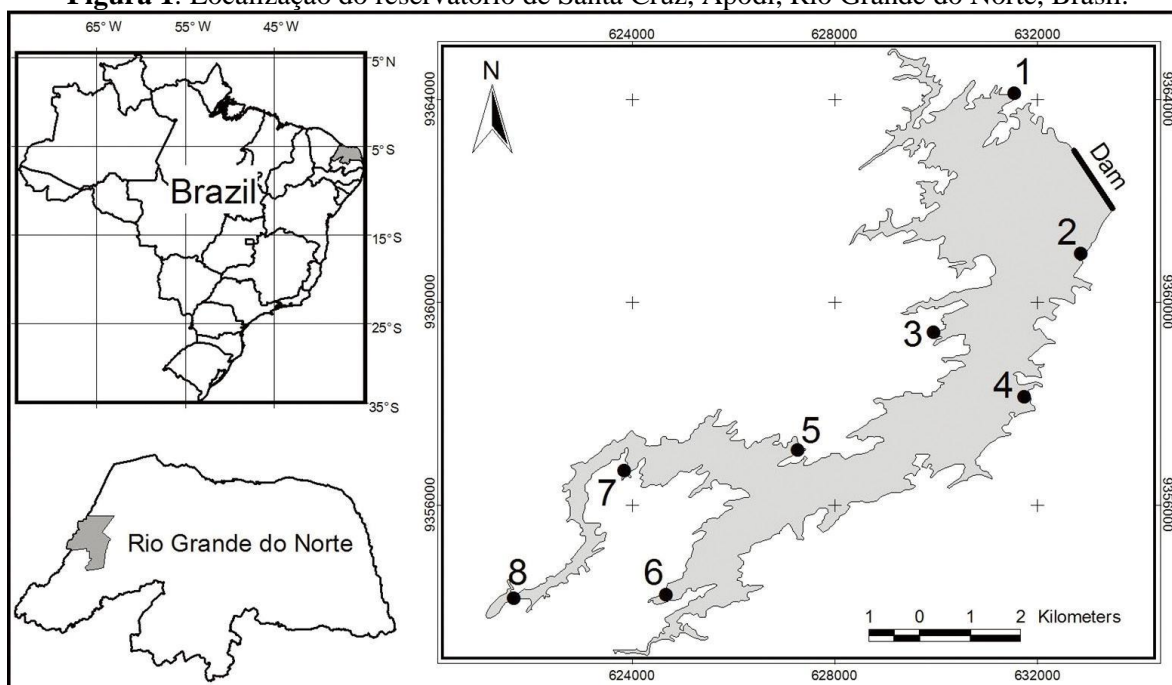 Figura 1. Localização do reservatório de Santa Cruz, Apodi, Rio Grande do Norte, Brasil.
65°W 55°W 45°W
5°N
5°S
15°S
25°S
35°S
Brazil
Rio Grande do Norte
624000 628000 632000
N
9364000 9364000
9360000 9360000
9356000 9356000
1
Dam
2
3
4
5
7
8
6
1 0 1 2 Kilometers
624000 628000 632000